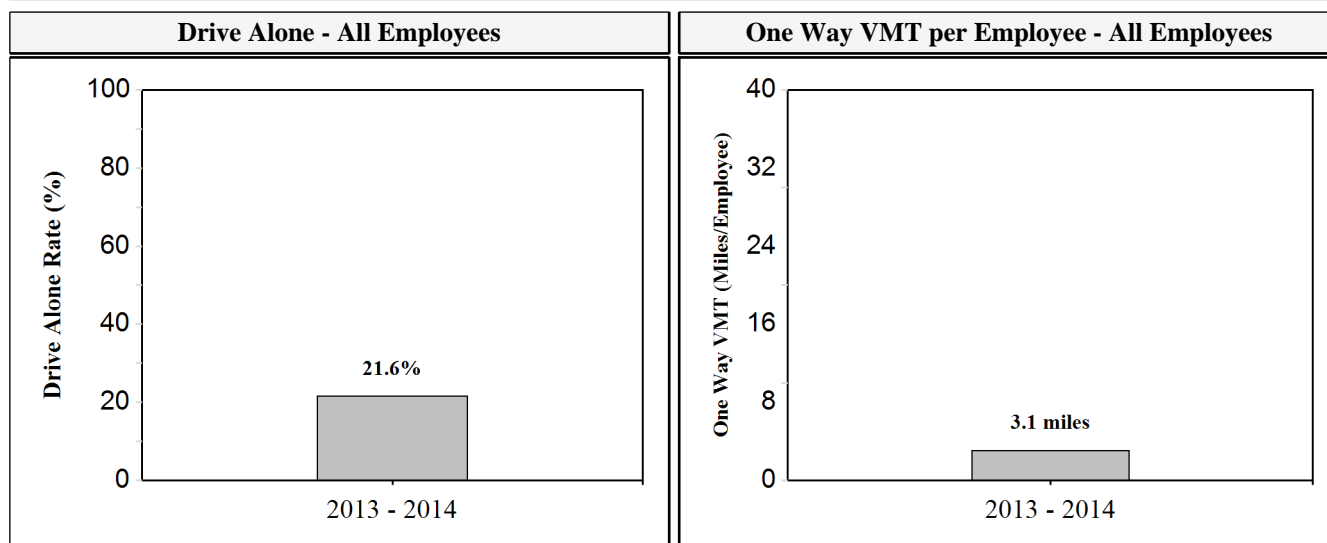 Drive Alone - All Employees
One Way VMT per Employee - All Employees
Drive Alone Rate (%)
100
80
60
40
20
0
21.6%
2013 - 2014
One Way VMT (Miles/Employee)
40
32
24
16
8
0
3.1 miles
2013 - 2014